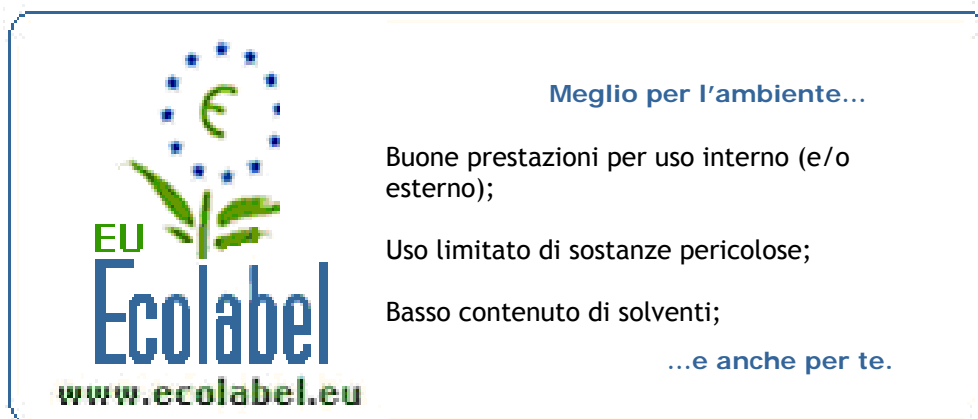 Meglio per l'ambiente...
Buone prestazioni per uso interno (e/o
esterno);
Uso limitato di sostanze pericolose;
Basso contenuto di solventi;
...e anche per te.
€
EU
Ecolabel
www.ecolabel.eu